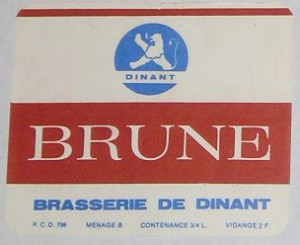 DINANT
BRUNE
BRASSERIE DE DINANT
R.C.D. 798 MENAGE B CONTENANCE 3/4 L. VIDANGE 2 F